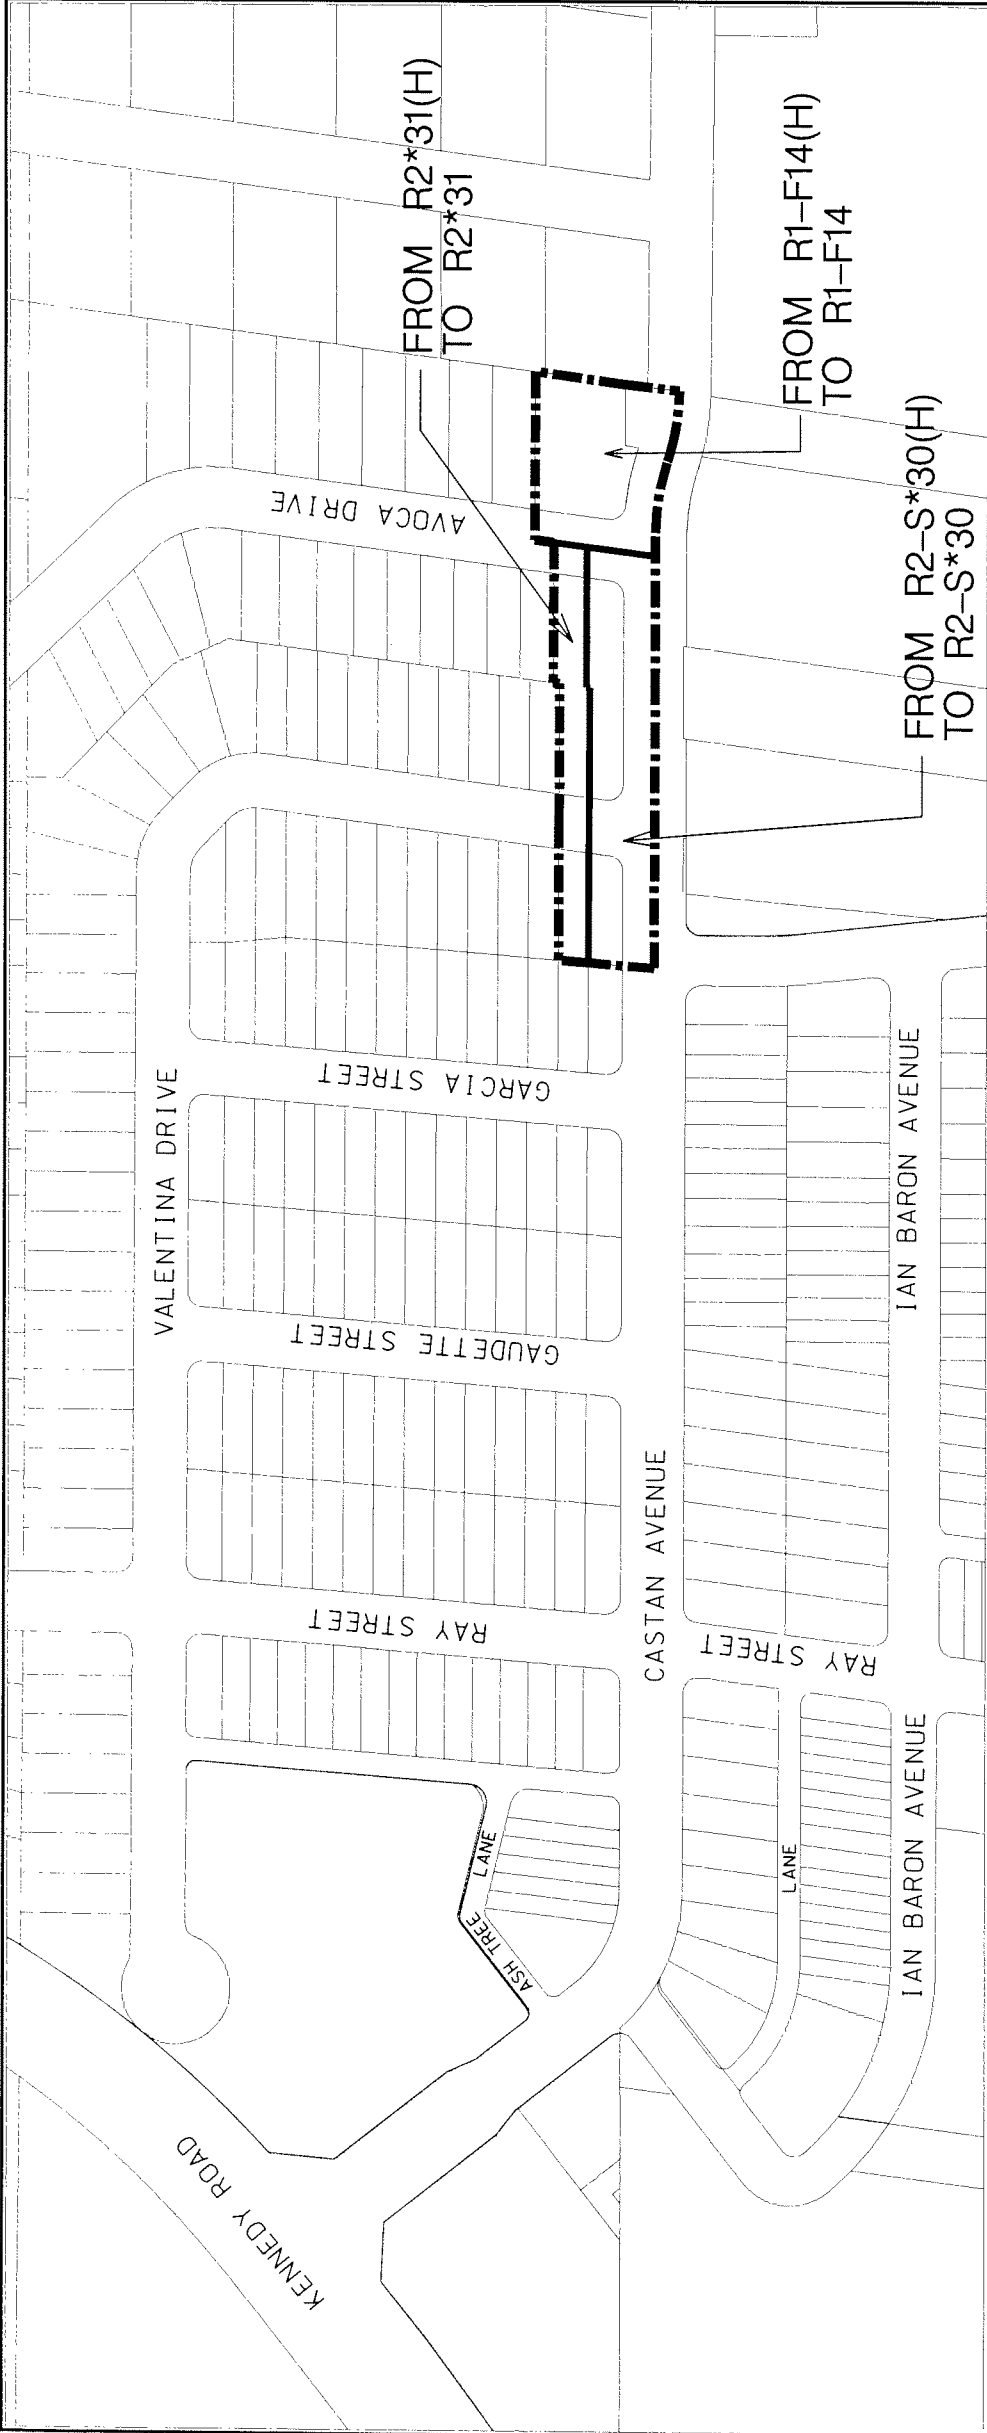 FROM R2*31(H)
TO R2*31
FROM R1-F14(H)
TO R1-F14
FROM R2-S*30(H)
TO R2-S*30
AVOCA DRIVE
VALENTINA DRIVE
GARCIA STREET
GAUDETTE STREET
RAY STREET
CASTAN AVENUE
RAY STREET
IAN BARON AVENUE
IAN BARON AVENUE
LANE
ASH TREE LANE
KENNEDY ROAD